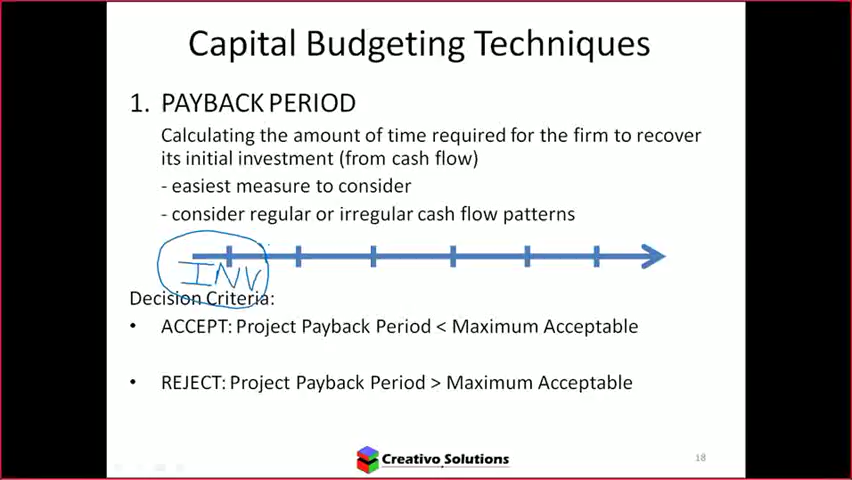 Capital Budgeting Techniques
1. PAYBACK PERIOD
Calculating the amount of time required for the firm to recover
its initial investment (from cash flow)
- easiest measure to consider
- consider regular or irregular cash flow patterns
INV
Decision Criteria:
• ACCEPT: Project Payback Period < Maximum Acceptable
• REJECT: Project Payback Period > Maximum Acceptable
Creativo Solutions
18